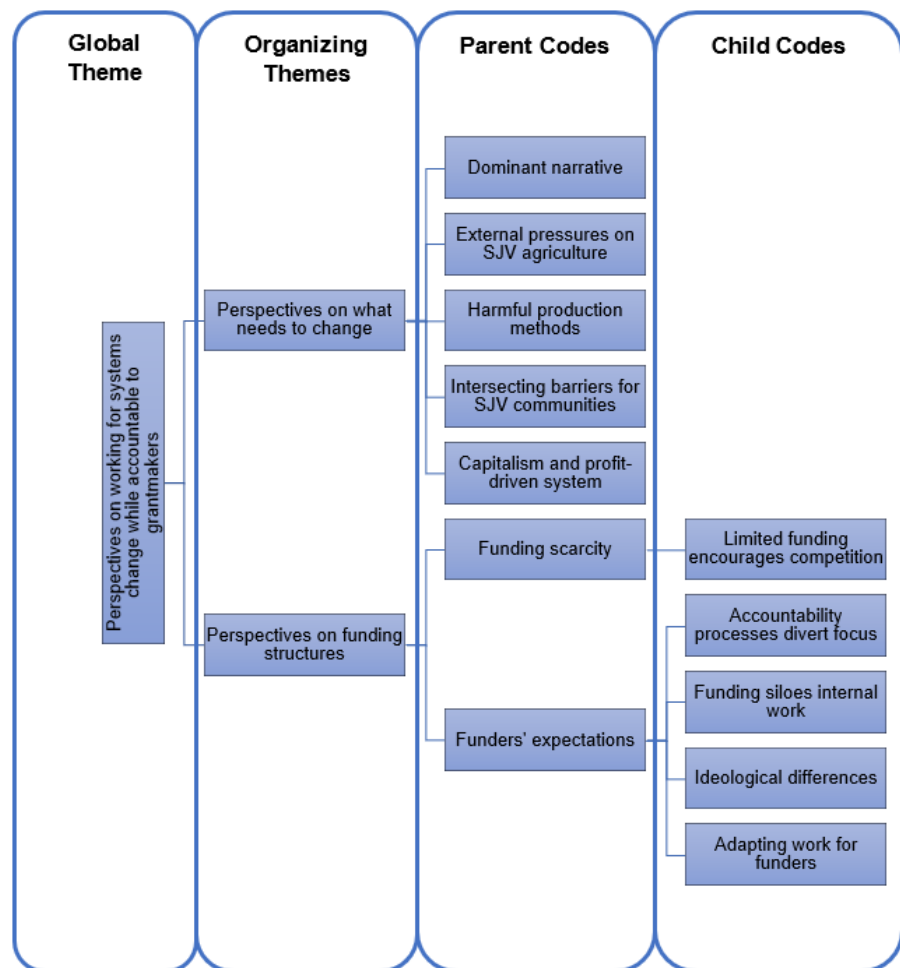 Global
Theme
Organizing
Themes
Parent Codes
Child Codes
Perspectives on working for systems
change while accountable to
grantmakers
Perspectives on what
needs to change
Dominant narrative
External pressures on
SJV agriculture
Harmful production
methods
Intersecting barriers for
SJV communities
Capitalism and profit-
driven system
Perspectives on funding
structures
Funding scarcity
Limited funding
encourages competition
Funders' expectations
Accountability
processes divert focus
Funding siloes internal
work
Ideological differences
Adapting work for
funders